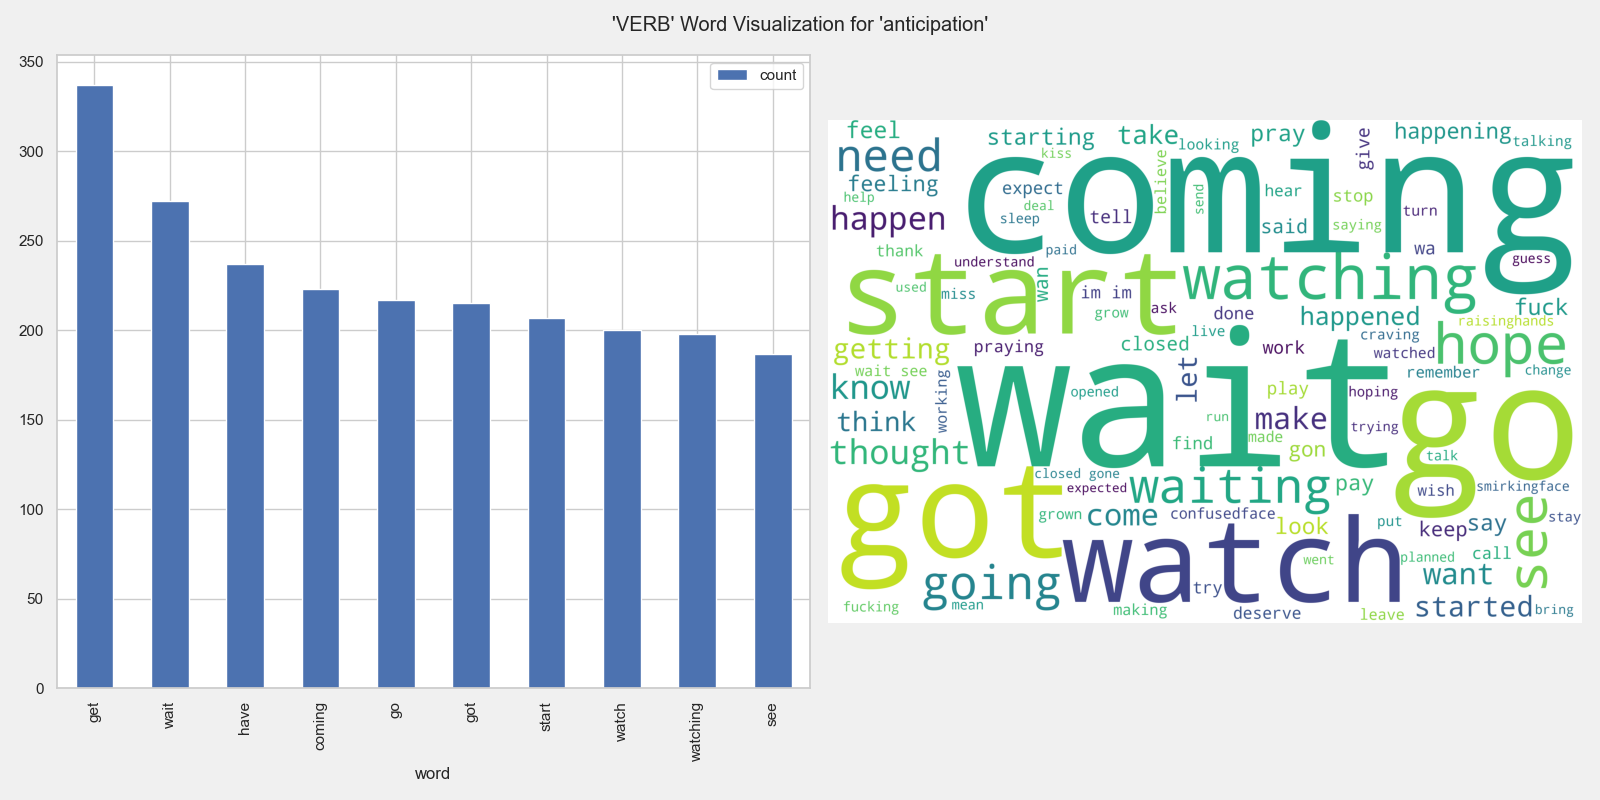 'VERB' Word Visualization for 'anticipation'
count
350
300
250
200
150
100
50
0
get
wait
have
coming
go
got
start
watch
watching
see
word
feel
starting
take
pray
happening
need
kiss
looking
give
talking
coming
feeling
expect
believe
send
hear
stop
help
deal
happen
sleep
tell
said
saying
turn
thank
understand
paid
wa
guess
start
used
miss
wan
im im
watching
grow
ask
done
happened
fuck
raisinghands
getting
praying
closed
live
work
craving
watched
hope
wait see
remember
change
know
working
wait
opened
let
play
hoping
go
think
run
make
trying
thought
find
made
gon
talk
got
closed gone
expected
waiting
pay
wish
smirkingface
see
grown
come
confusedface
look
put
keep
say
stay
going
watch
went
planned
call
want
fucking
mean
try
making
deserve
leave
started
bring